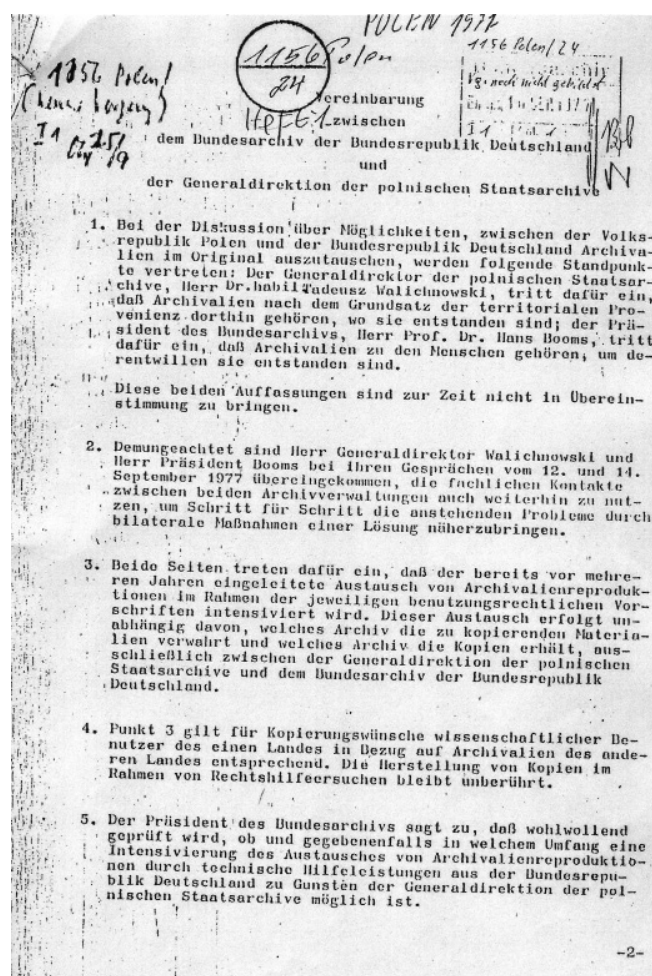 POLEN 1977
1156 Polen
24
1156 Polen/24
1156 Polen/
Heft 1
I 1
Vg. noch nicht gebildet
Vereinbarung
zwischen
dem Bundesarchiv der Bundesrepublik Deutschland
und
der Generaldirektion der polnischen Staatsarchive
1. Bei der Diskussion über Möglichkeiten, zwischen der Volks-
republik Polen und der Bundesrepublik Deutschland Archiva-
lien im Original auszutauschen, werden folgende Standpunk-
te vertreten: Der Generaldirektor der polnischen Staatsar-
chive, Herr Dr.habil.Tadeusz Walichnowski, tritt dafür ein,
daß Archivalien nach dem Grundsatz der territorialen Pro-
venienz dorthin gehören, wo sie entstanden sind; der Prä-
sident des Bundesarchivs, Herr Prof. Dr. Hans Booms, tritt
dafür ein, daß Archivalien zu den Menschen gehören, um de-
rentwillen sie entstanden sind.
Diese beiden Auffassungen sind zur Zeit nicht in Überein-
stimmung zu bringen.
2. Demungeachtet sind Herr Generaldirektor Walichnowski und
Herr Präsident Booms bei ihren Gesprächen vom 12. und 14.
September 1977 übereingekommen, die fachlichen Kontakte
zwischen beiden Archivverwaltungen auch weiterhin zu nut-
zen, um Schritt für Schritt die anstehenden Probleme durch
bilaterale Maßnahmen einer Lösung näherzubringen.
3. Beide Seiten treten dafür ein, daß der bereits vor mehre-
ren Jahren eingeleitete Austausch von Archivalienreproduk-
tionen im Rahmen der jeweiligen benutzungsrechtlichen Vor-
schriften intensiviert wird. Dieser Austausch erfolgt un-
abhängig davon, welches Archiv die zu kopierenden Materia-
lien verwahrt und welches Archiv die Kopien erhält, aus-
schließlich zwischen der Generaldirektion der polnischen
Staatsarchive und dem Bundesarchiv der Bundesrepublik
Deutschland.
4. Punkt 3 gilt für Kopierungswünsche wissenschaftlicher Be-
nutzer des einen Landes in Bezug auf Archivalien des ande-
ren Landes entsprechend. Die Herstellung von Kopien im
Rahmen von Rechtshilfeersuchen bleibt unberührt.
5. Der Präsident des Bundesarchivs sagt zu, daß wohlwollend
geprüft wird, ob und gegebenenfalls in welchem Umfang eine
Intensivierung des Austausches von Archivalienreproduktio-
nen durch technische Hilfeleistungen aus der Bundesrepu-
blik Deutschland zu Gunsten der Generaldirektion der pol-
nischen Staatsarchive möglich ist.
-2-